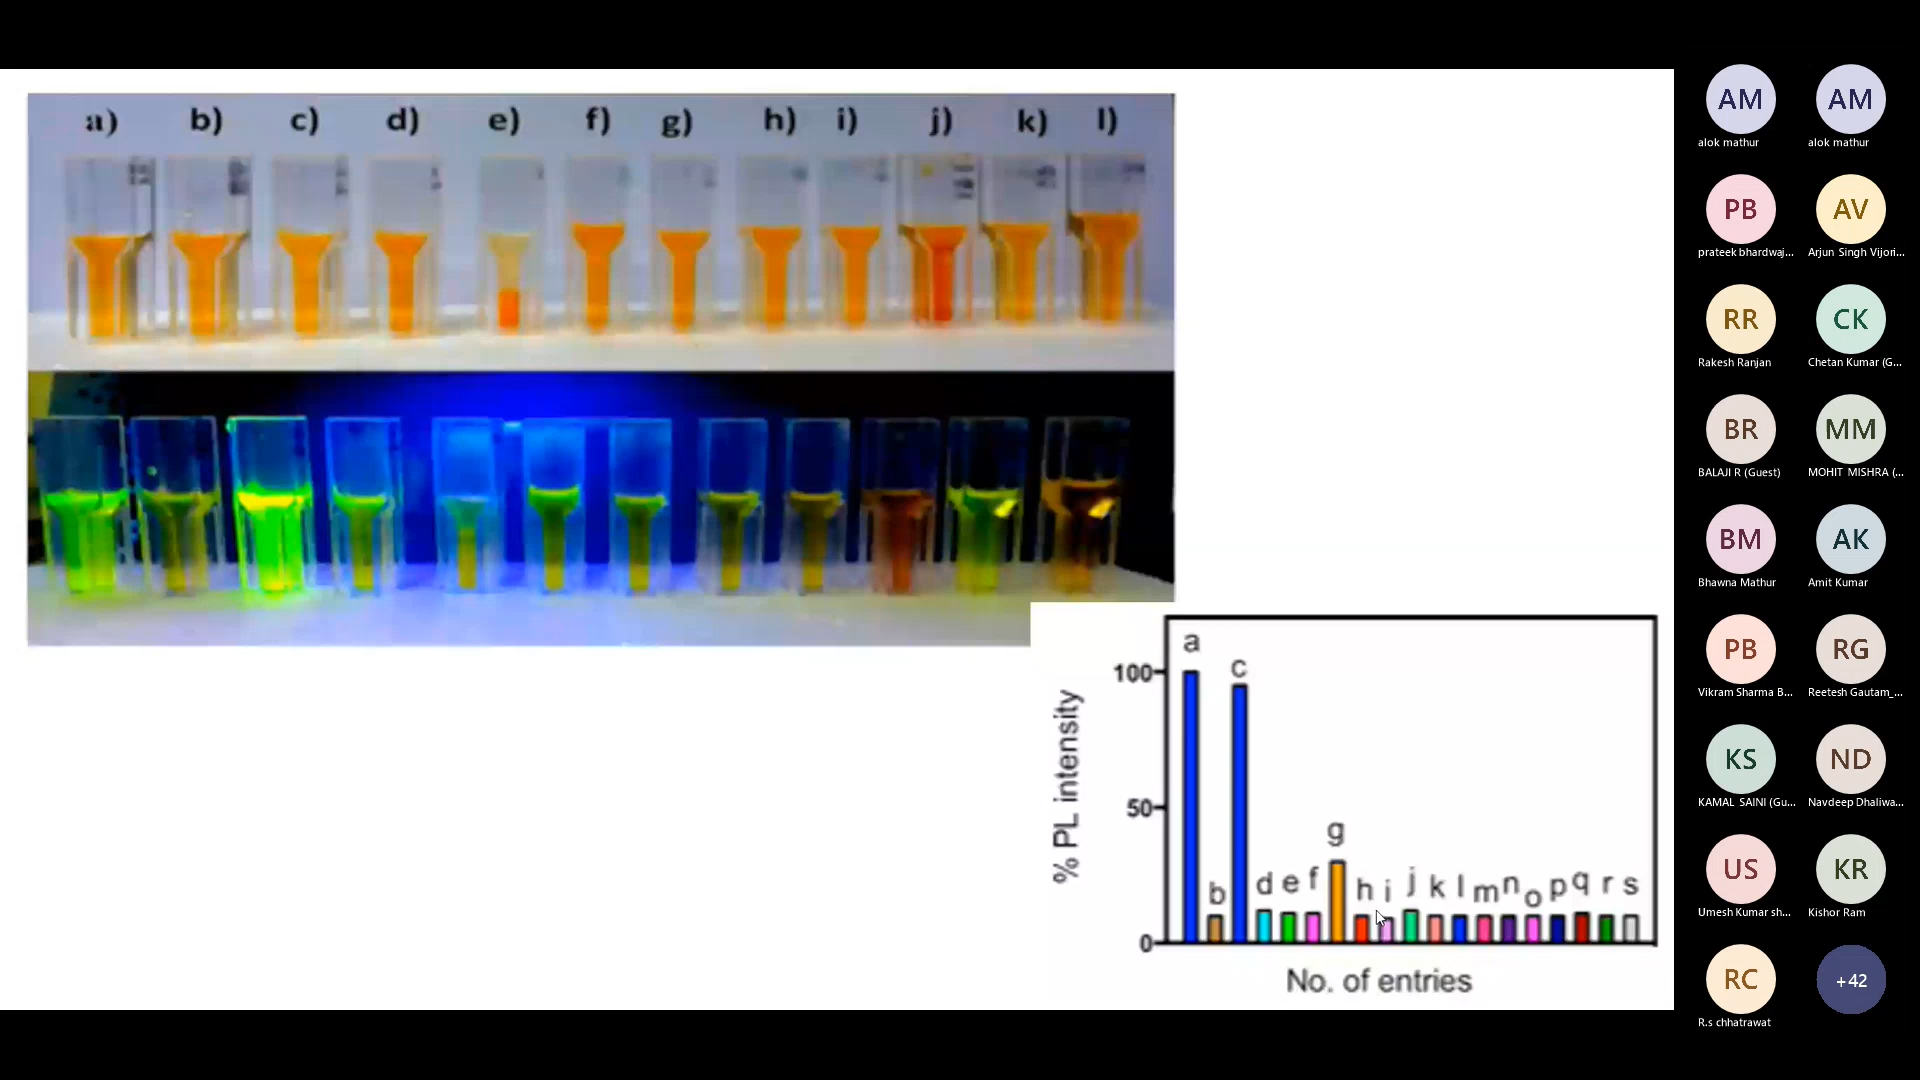 a) b) c) d) e) f) g) h) i) j) k) l)
a
c
100
50
0
g
b d e f h i j k l m n o p q r s
% PL intensity
No. of entries
AM AM
alok mathur alok mathur
PB AV
prateek bhardwaj... Arjun Singh Vijori...
RR CK
Rakesh Ranjan Chetan Kumar (G...
BR MM
BALAJI R (Guest) MOHIT MISHRA (...
BM AK
Bhawna Mathur Amit Kumar
PB RG
Vikram Sharma B... Reetesh Gautam_...
KS ND
KAMAL SAINI (Gu... Navdeep Dhaliwa...
US KR
Umesh Kumar sh... Kishor Ram
RC +42
R.s chhatrawat